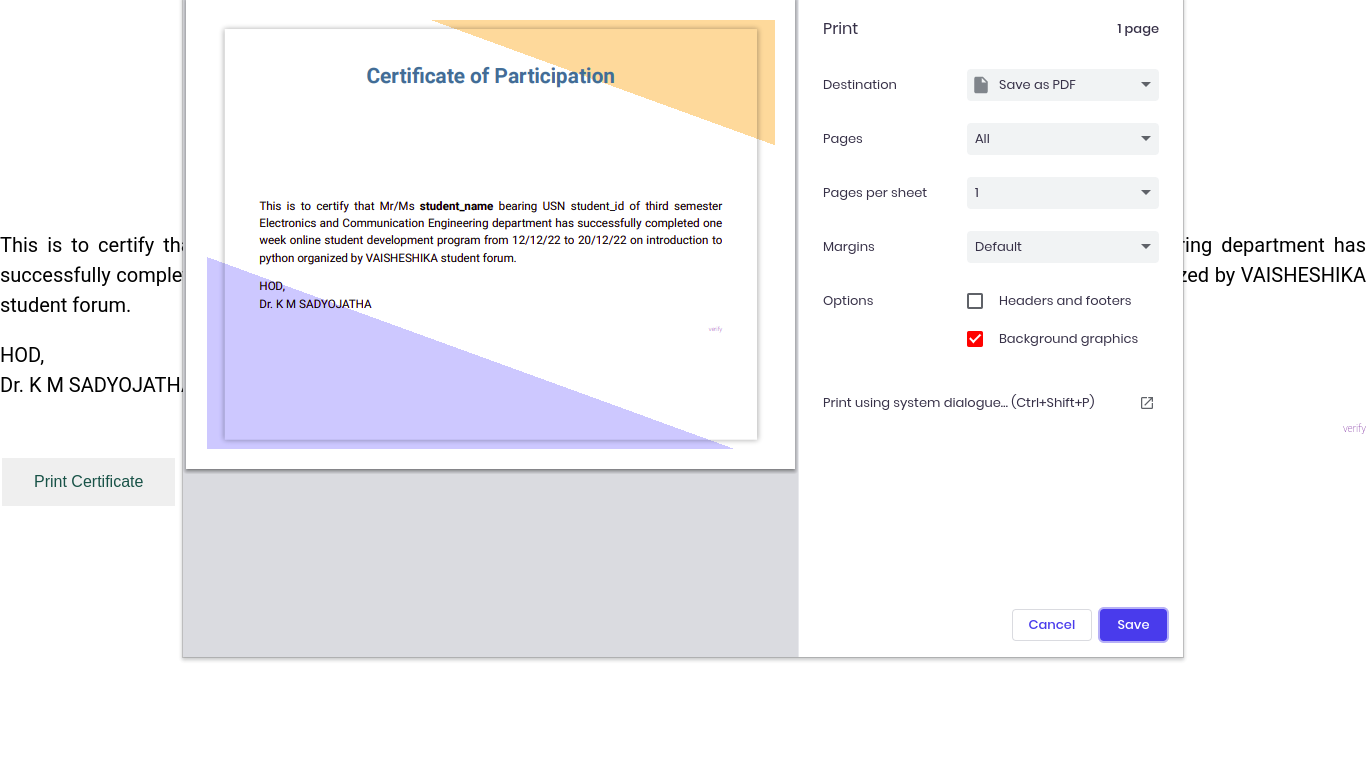 Certificate of Participation
This is to certify that Mr/Ms student_name bearing USN student_id of third semester
Electronics and Communication Engineering department has successfully completed one
week online student development program from 12/12/22 to 20/12/22 on introduction to
python organized by VAISHESHIKA student forum.
HOD,
Dr. K M SADYOJATHA
verify
Print
1 page
Destination
Save as PDF
Pages
All
Pages per sheet
1
Margins
Default
Options
Headers and footers
Background graphics
Print using system dialogue... (Ctrl+Shift+P)
Cancel
Save
This is to certify
ring department has
successfully comple
zed by VAISHESHIKA
student forum.
HOD,
Dr. K M SADYOJATH
verify
Print Certificate